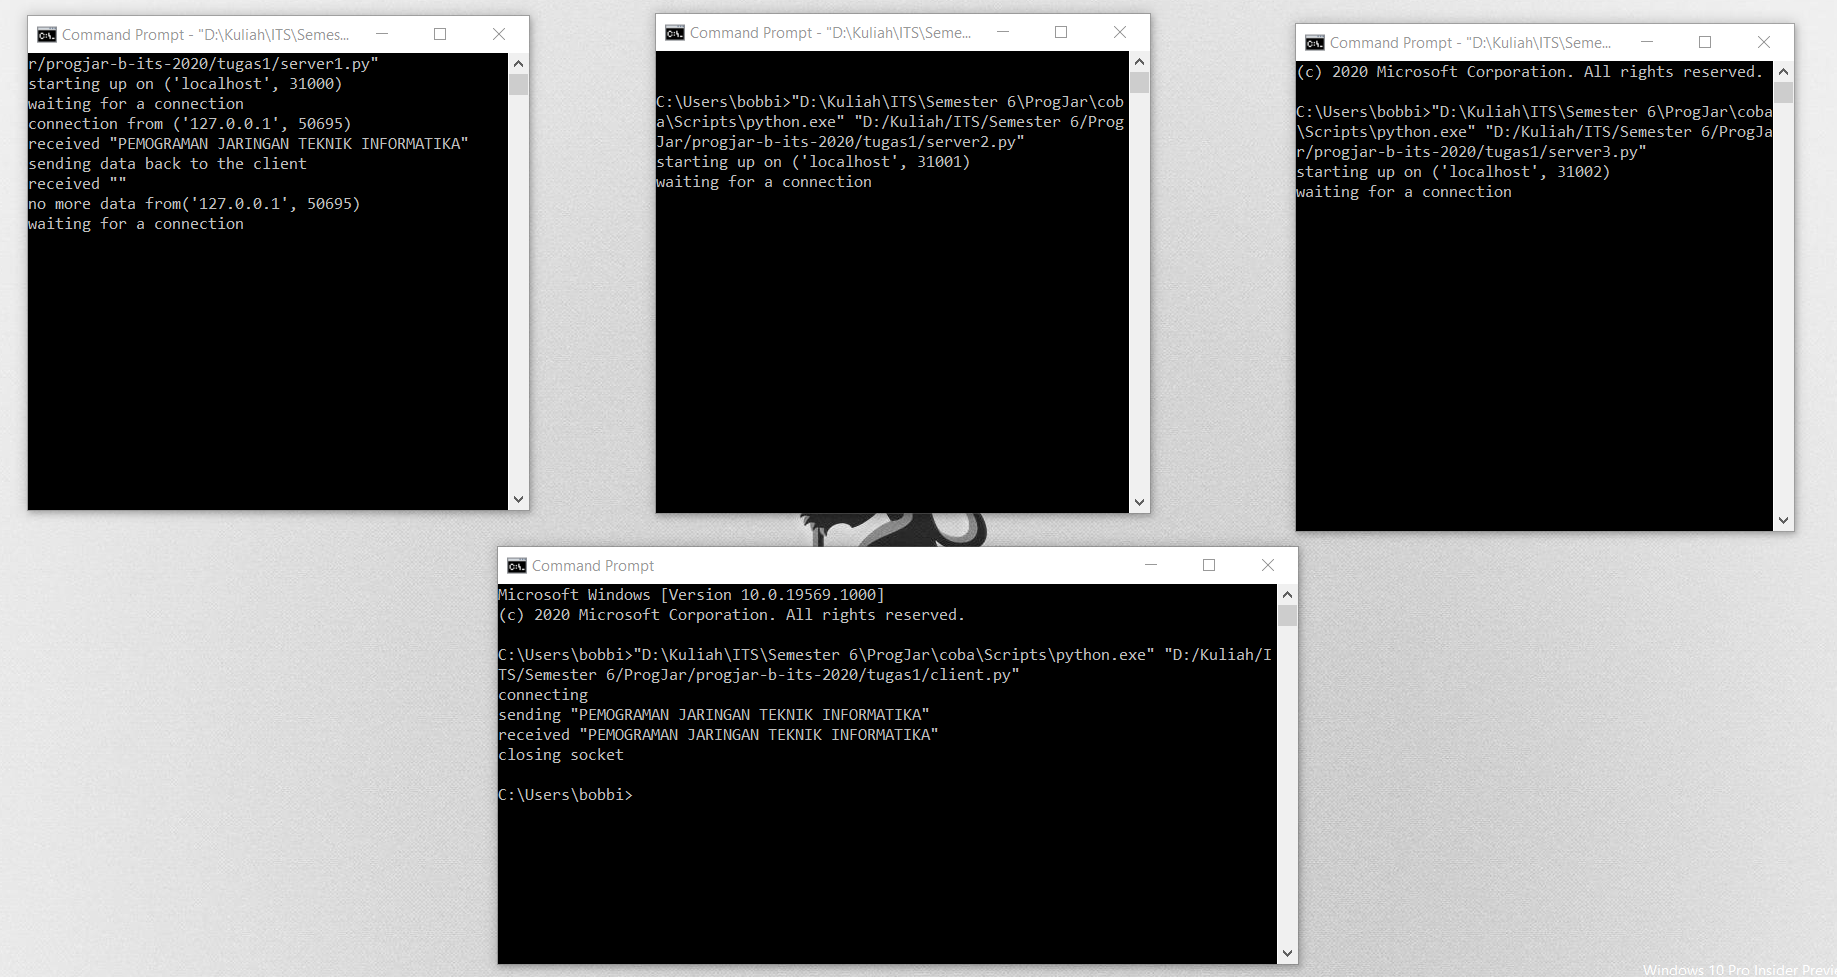 Command Prompt - "D:\Kuliah\ITS\Semes...
r/progjar-b-its-2020/tugas1/server1.py"
starting up on ('localhost', 31000)
waiting for a connection
connection from ('127.0.0.1', 50695)
received "PEMOGRAMAN JARINGAN TEKNIK INFORMATIKA"
sending data back to the client
received ""
no more data from('127.0.0.1', 50695)
waiting for a connection
Command Prompt - "D:\Kuliah\ITS\Seme...
C:\Users\bobbi>"D:\Kuliah\ITS\Semester 6\ProgJar\cob
a\Scripts\python.exe" "D:/Kuliah/ITS/Semester 6/Prog
Jar/progjar-b-its-2020/tugas1/server2.py"
starting up on ('localhost', 31001)
waiting for a connection
Command Prompt - "D:\Kuliah\ITS\Seme...
(c) 2020 Microsoft Corporation. All rights reserved.
C:\Users\bobbi>"D:\Kuliah\ITS\Semester 6\ProgJar\coba
\Scripts\python.exe" "D:/Kuliah/ITS/Semester 6/ProgJa
r/progjar-b-its-2020/tugas1/server3.py"
starting up on ('localhost', 31002)
waiting for a connection
Command Prompt
Microsoft Windows [Version 10.0.19569.1000]
(c) 2020 Microsoft Corporation. All rights reserved.
C:\Users\bobbi>"D:\Kuliah\ITS\Semester 6\ProgJar\coba\Scripts\python.exe" "D:/Kuliah/I
TS/Semester 6/ProgJar/progjar-b-its-2020/tugas1/client.py"
connecting
sending "PEMOGRAMAN JARINGAN TEKNIK INFORMATIKA"
received "PEMOGRAMAN JARINGAN TEKNIK INFORMATIKA"
closing socket
C:\Users\bobbi>
Windows 10 Pro Insider Previ